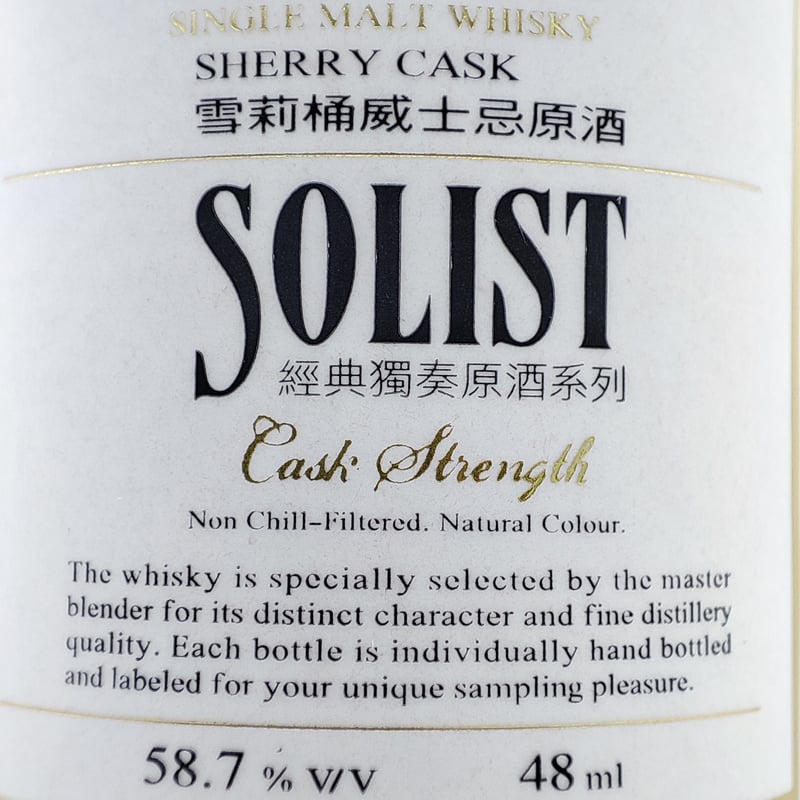 SINGLE MALT WHISKY
SHERRY CASK
雪莉桶威士忌原酒
SOLIST
經典獨奏原酒系列
Cask Strength
Non Chill-Filtered. Natural Colour.
The whisky is specially selected by the master
blender for its distinct character and fine distillery
quality. Each bottle is individually hand bottled
and labeled for your unique sampling pleasure.
58.7 % V/V 48 ml